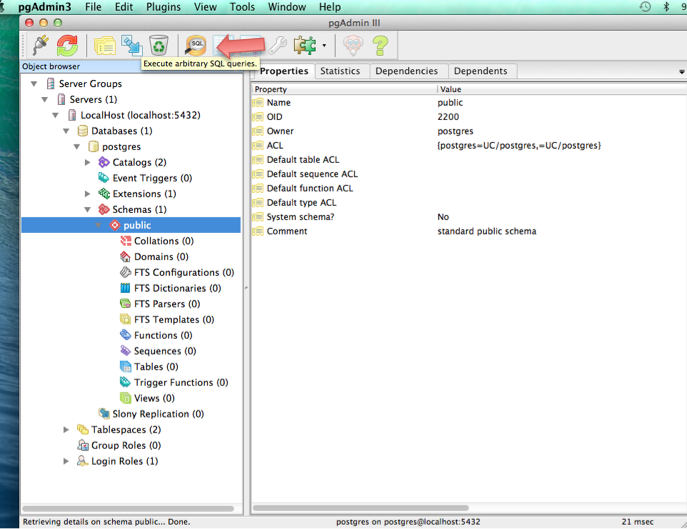 pgAdmin3 File Edit Plugins View Tools Window Help
pgAdmin III
SQL
Execute arbitrary SQL queries.
Object browser
Properties Statistics Dependencies Dependents
Property Value
Name public
OID 2200
Owner postgres
ACL {postgres=UC/postgres,=UC/postgres}
Default table ACL
Default sequence ACL
Default function ACL
Default type ACL
System schema? No
Comment standard public schema
Server Groups
Servers (1)
LocalHost (localhost:5432)
Databases (1)
postgres
Catalogs (2)
Event Triggers (0)
Extensions (1)
Schemas (1)
public
Collations (0)
Domains (0)
FTS Configurations (0)
FTS Dictionaries (0)
FTS Parsers (0)
FTS Templates (0)
Functions (0)
Sequences (0)
Tables (0)
Trigger Functions (0)
Views (0)
Slony Replication (0)
Tablespaces (2)
Group Roles (0)
Login Roles (1)
Retrieving details on schema public... Done. postgres on postgres@localhost:5432 21 msec